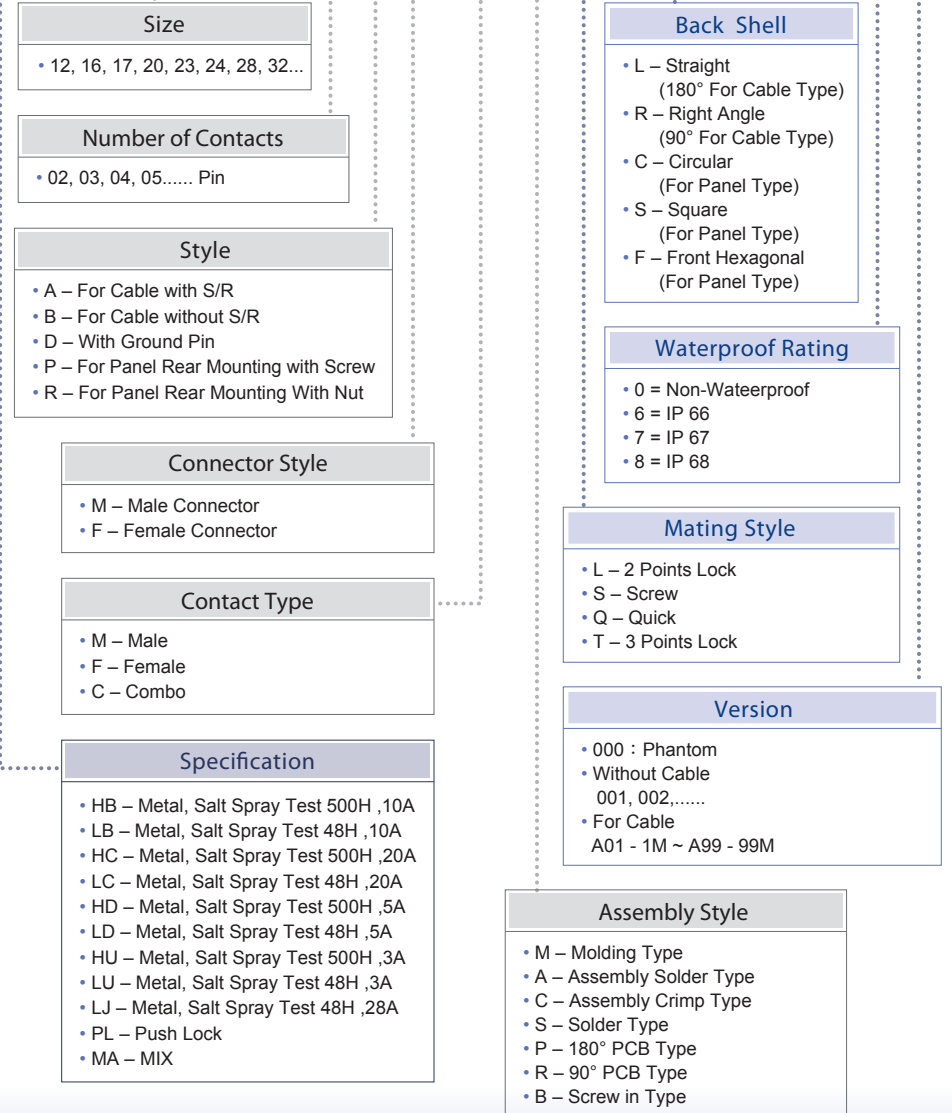 Size
• 12, 16, 17, 20, 23, 24, 28, 32...
Number of Contacts
• 02, 03, 04, 05...... Pin
Style
• A – For Cable with S/R
• B – For Cable without S/R
• D – With Ground Pin
• P – For Panel Rear Mounting with Screw
• R – For Panel Rear Mounting With Nut
Connector Style
• M – Male Connector
• F – Female Connector
Contact Type
• M – Male
• F – Female
• C – Combo
Specification
• HB – Metal, Salt Spray Test 500H ,10A
• LB – Metal, Salt Spray Test 48H ,10A
• HC – Metal, Salt Spray Test 500H ,20A
• LC – Metal, Salt Spray Test 48H ,20A
• HD – Metal, Salt Spray Test 500H ,5A
• LD – Metal, Salt Spray Test 48H ,5A
• HU – Metal, Salt Spray Test 500H ,3A
• LU – Metal, Salt Spray Test 48H ,3A
• LJ – Metal, Salt Spray Test 48H ,28A
• PL – Push Lock
• MA – MIX
Back Shell
• L – Straight
(180° For Cable Type)
• R – Right Angle
(90° For Cable Type)
• C – Circular
(For Panel Type)
• S – Square
(For Panel Type)
• F – Front Hexagonal
(For Panel Type)
Waterproof Rating
• 0 = Non-Wateerproof
• 6 = IP 66
• 7 = IP 67
• 8 = IP 68
Mating Style
• L – 2 Points Lock
• S – Screw
• Q – Quick
• T – 3 Points Lock
Version
• 000：Phantom
• Without Cable
001, 002,......
• For Cable
A01 - 1M ~ A99 - 99M
Assembly Style
• M – Molding Type
• A – Assembly Solder Type
• C – Assembly Crimp Type
• S – Solder Type
• P – 180° PCB Type
• R – 90° PCB Type
• B – Screw in Type